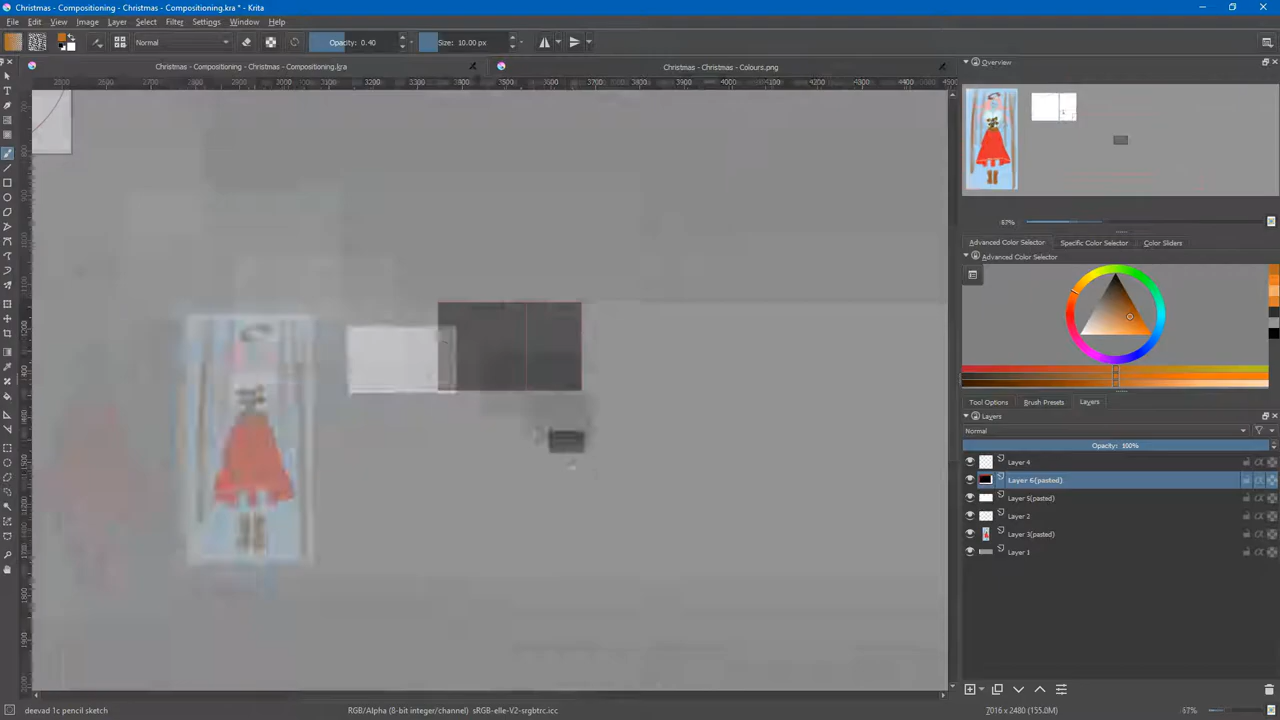 Christmas - Compositioning - Christmas - Compositioning.kra * - Krita
File Edit View Image Layer Select Filter Settings Window Help
Normal Opacity: 0.40 Size: 10.00 px
Christmas - Compositioning - Christmas - Compositioning.kra Christmas - Christmas - Colours.png
Overview
Advanced Color Selector Specific Color Selector Color Sliders
Advanced Color Selector
Tool Options Brush Presets Layers
Layers
Normal
Opacity: 100%
Layer 4
Layer 6(pasted)
Layer 5(pasted)
Layer 2
Layer 3(pasted)
Layer 1
deevad 1c pencil sketch RGB/Alpha (8-bit integer/channel) sRGB-elle-V2-srgbtrc.icc 7016 x 2480 (155.0M)